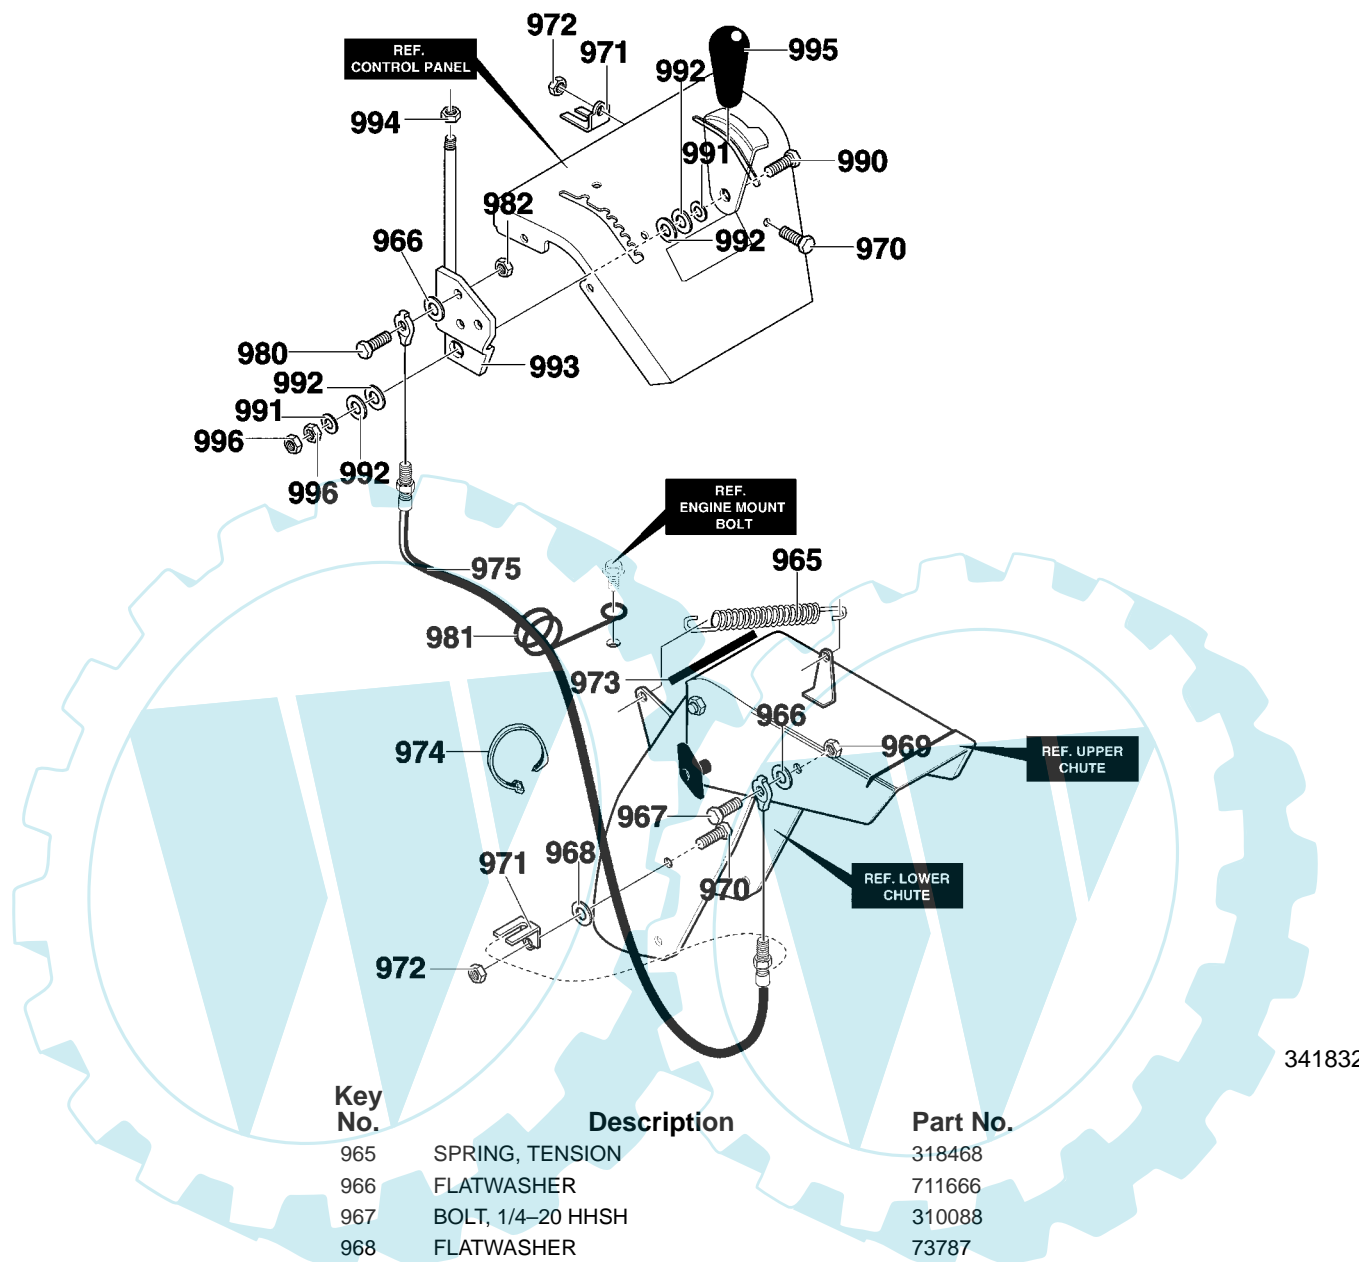 972
971
995
REF.
CONTROL PANEL
992
994
991
990
982
966
992
970
980
993
992
991
996
992
996
REF.
ENGINE MOUNT
BOLT
965
975
981
973
966
974
969
REF. UPPER
CHUTE
967
971
968
970
REF. LOWER
CHUTE
972
341832
Key
No. Description Part No.
965 SPRING, TENSION 318468
966 FLATWASHER 711666
967 BOLT, 1/4–20 HHSH 310088
968 FLATWASHER 73787